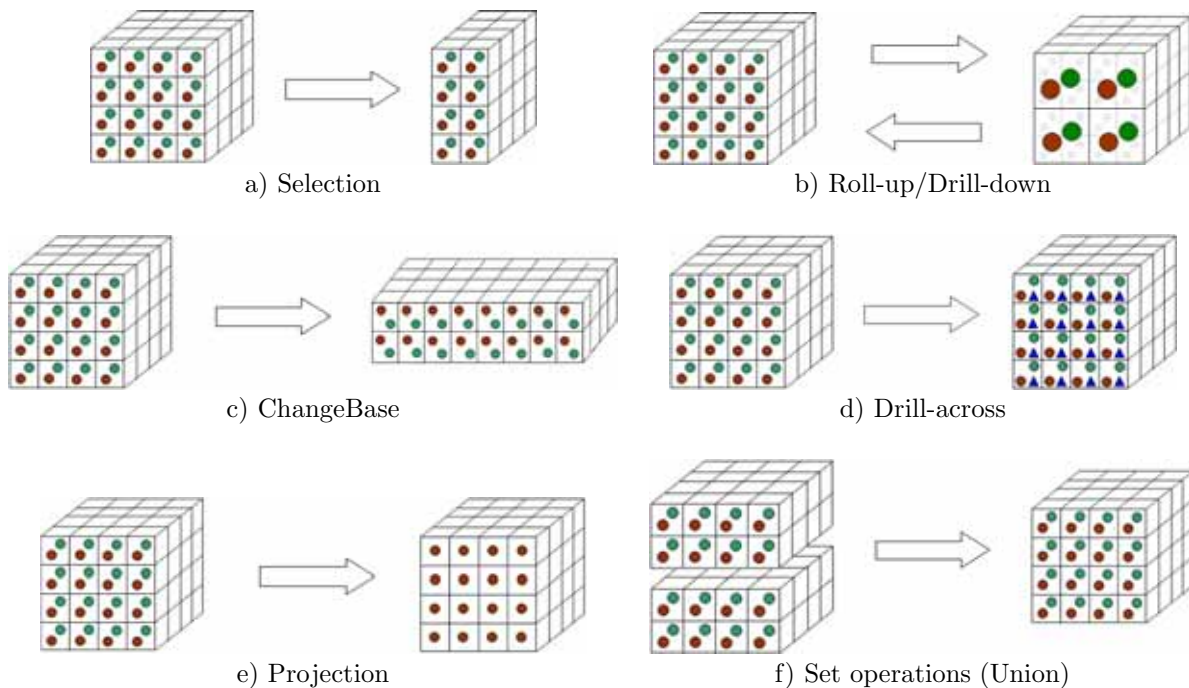 a) Selection
b) Roll-up/Drill-down
c) ChangeBase
d) Drill-across
e) Projection
f) Set operations (Union)